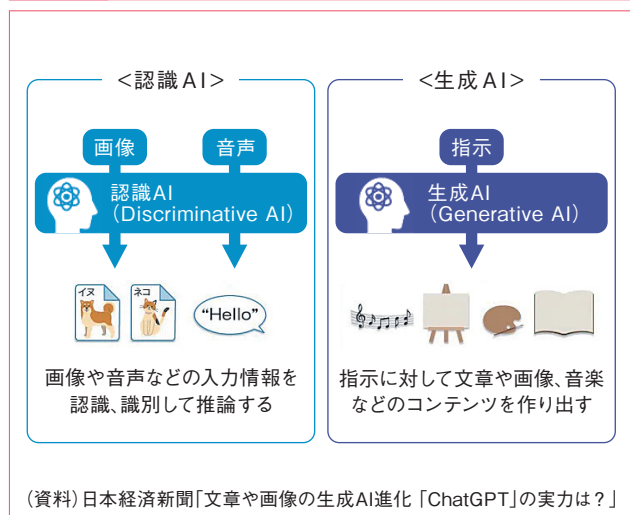 <認識AI>
画像
音声
認識AI
(Discriminative AI)
イヌ
ネコ
“Hello”
画像や音声などの入力情報を
認識、識別して推論する
<生成AI>
指示
生成AI
(Generative AI)
指示に対して文章や画像、音楽
などのコンテンツを作り出す
(資料)日本経済新聞「文章や画像の生成AI進化 「ChatGPT」の実力は?」